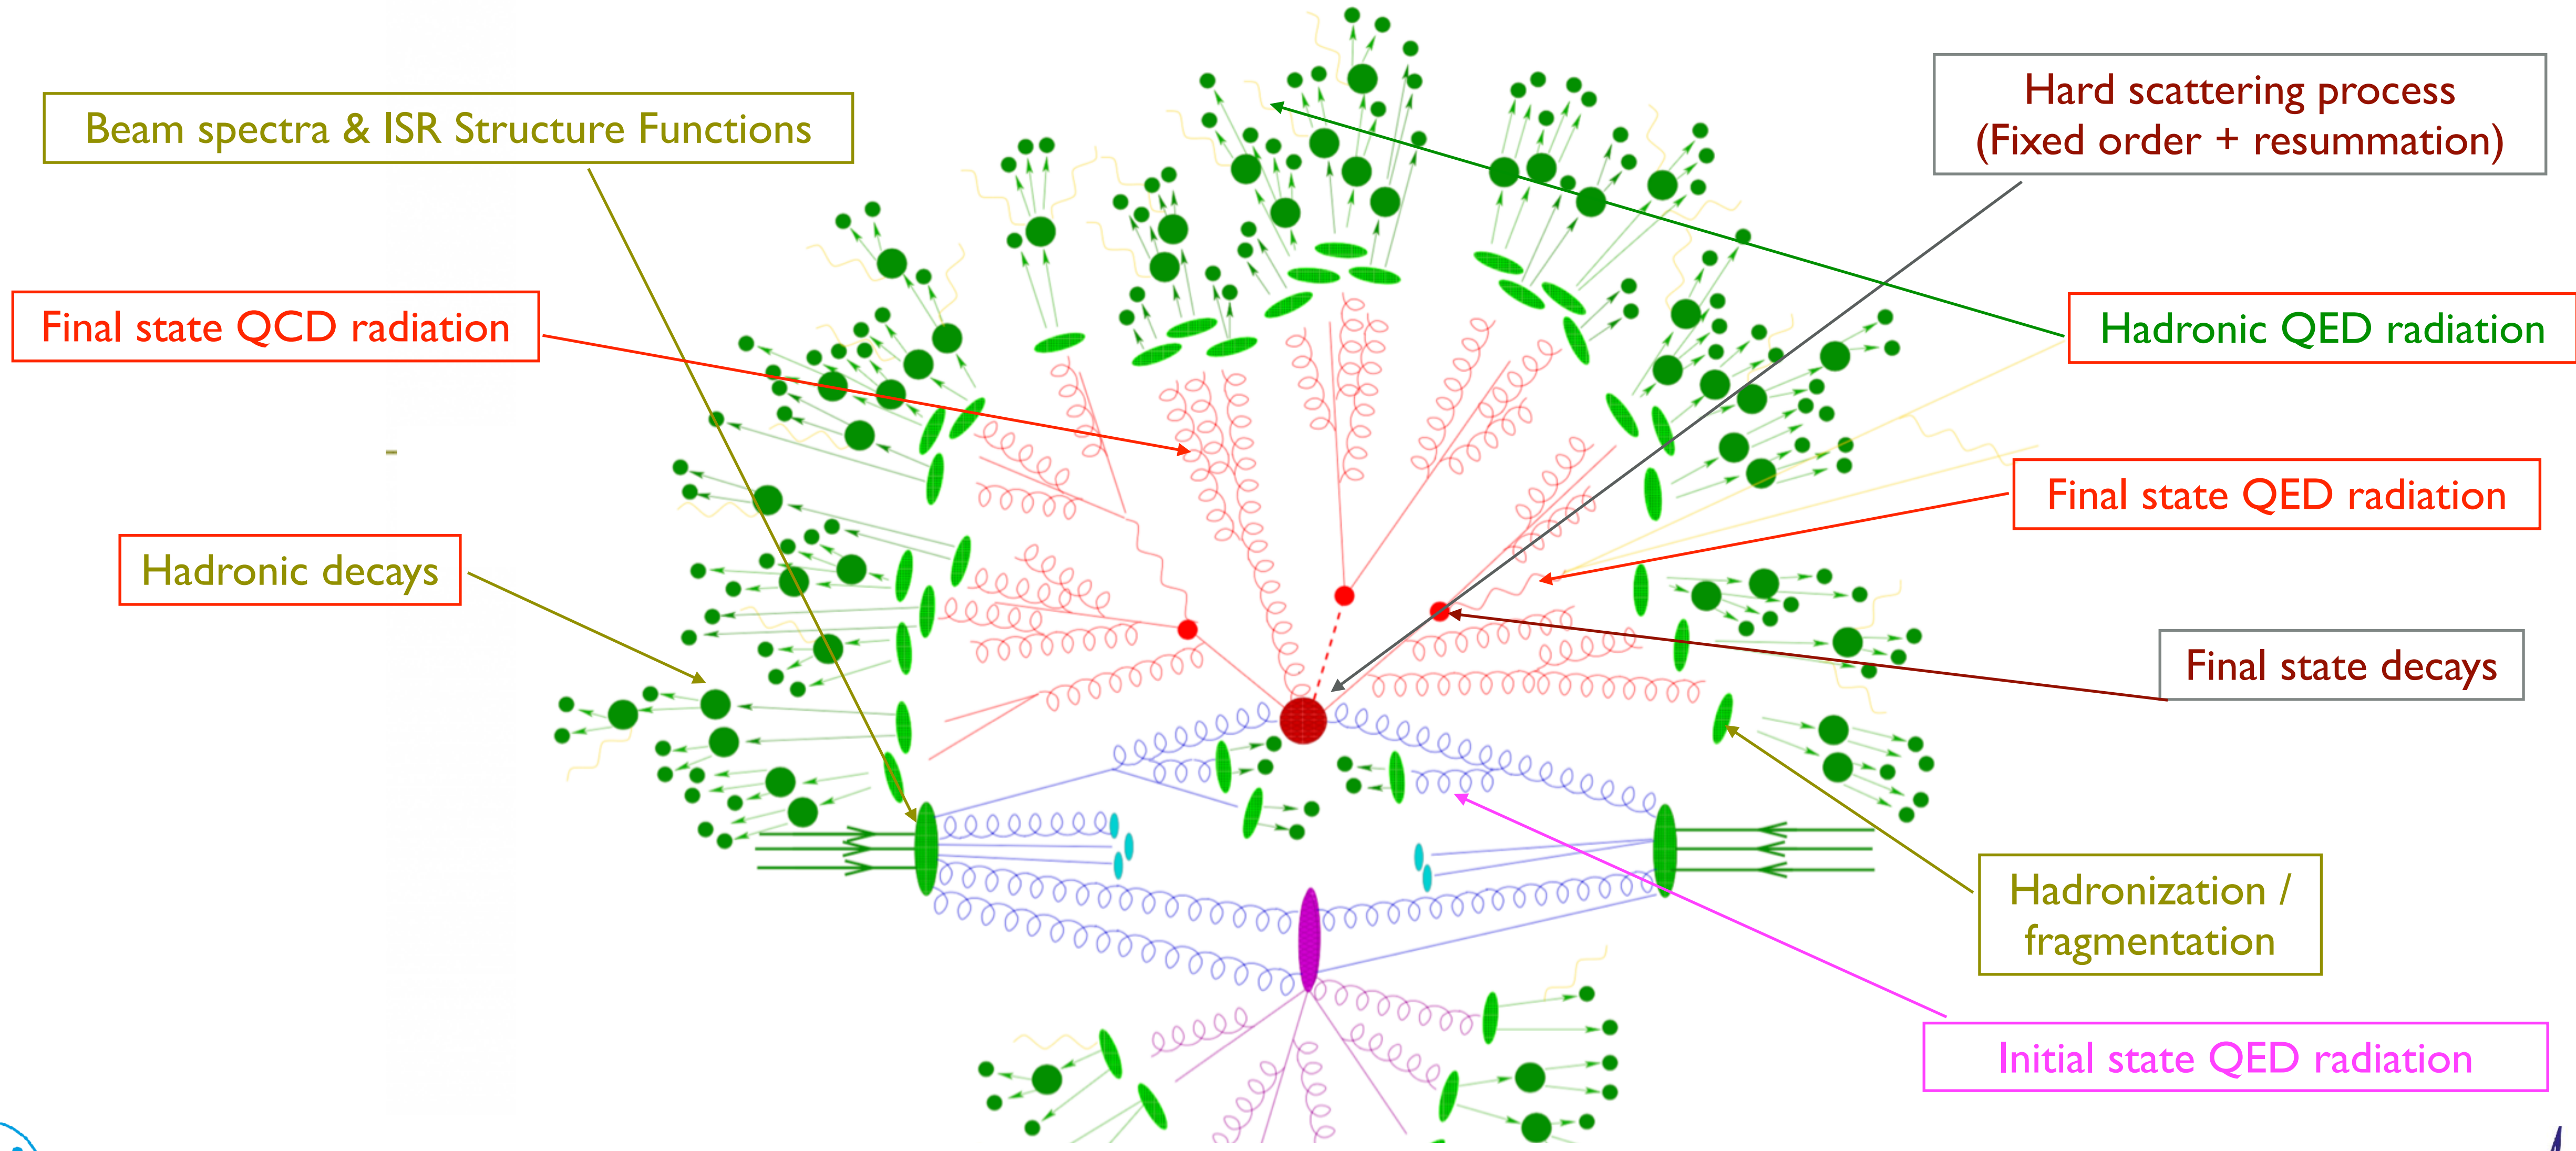 Beam spectra & ISR Structure Functions
Hard scattering process
(Fixed order + resummation)
Final state QCD radiation
Hadronic QED radiation
Final state QED radiation
Hadronic decays
Final state decays
Hadronization /
fragmentation
Initial state QED radiation